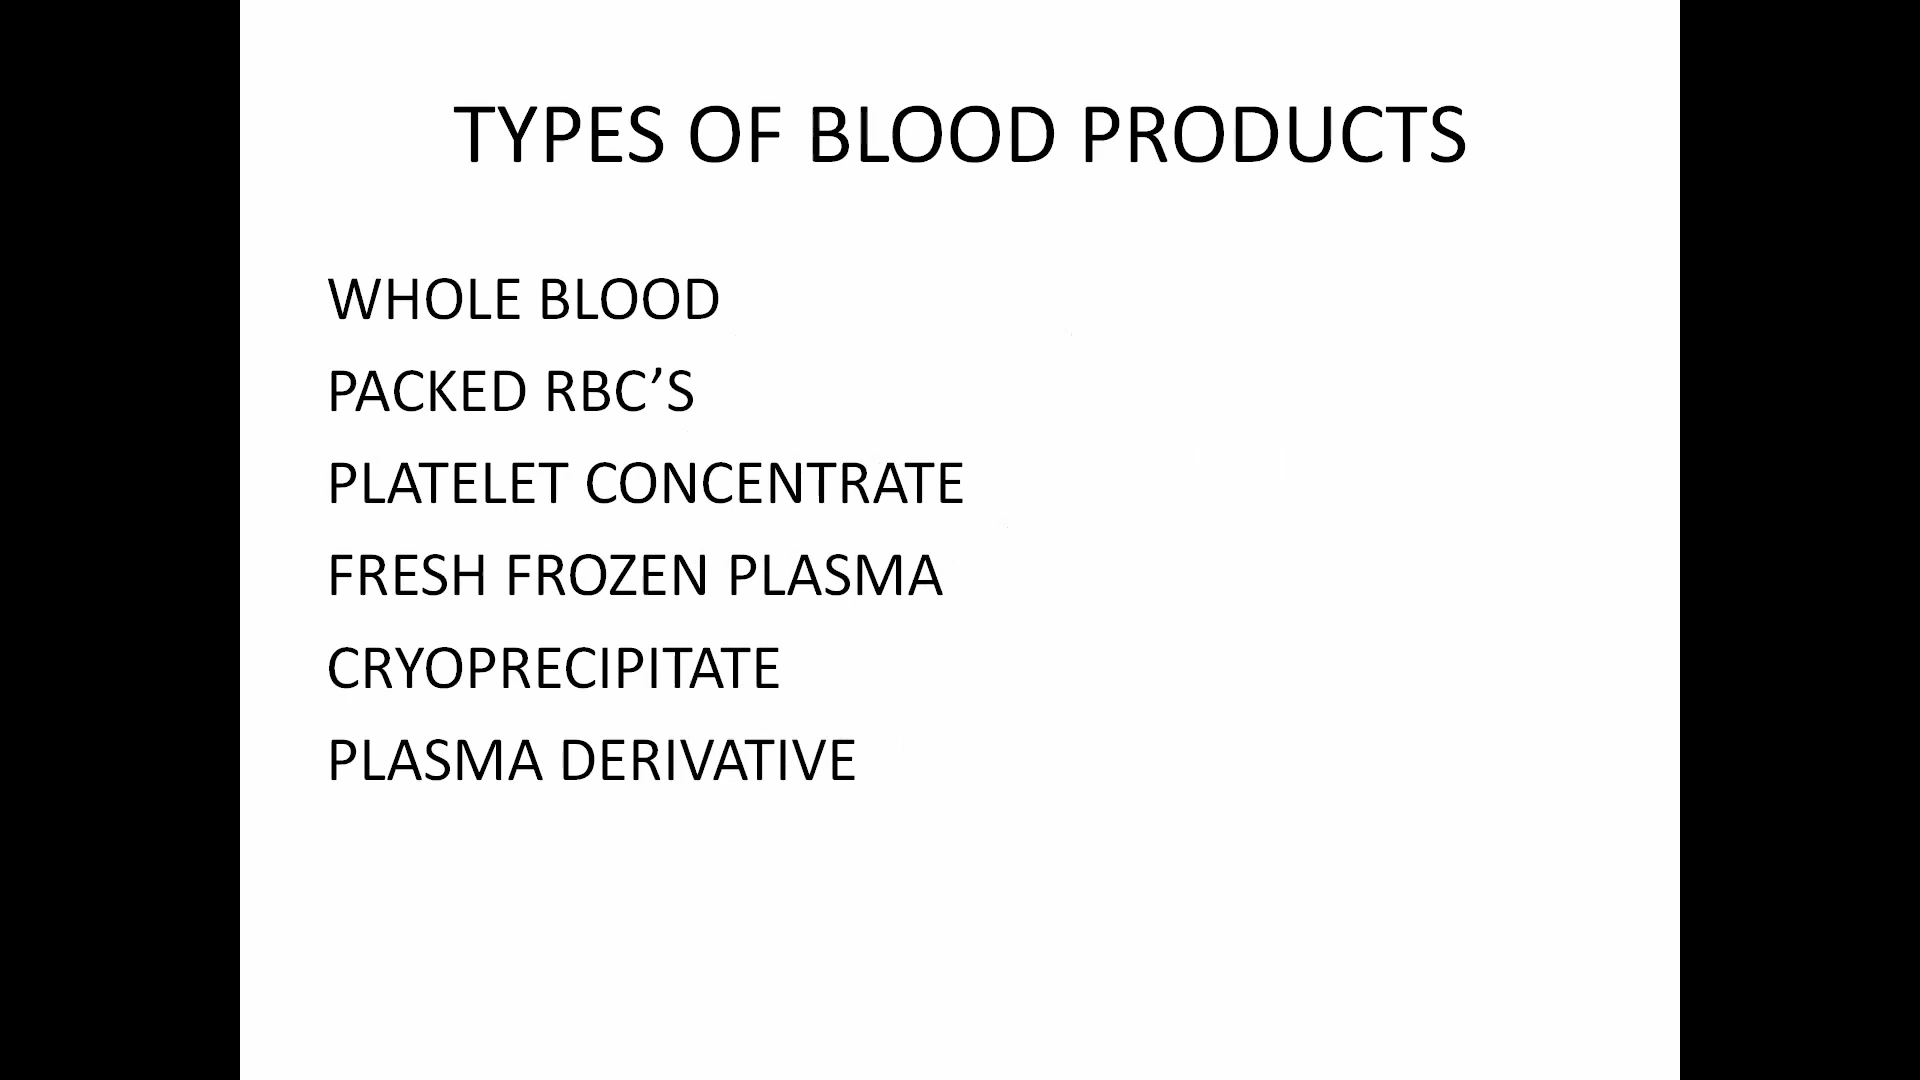 TYPES OF BLOOD PRODUCTS
WHOLE BLOOD
PACKED RBC’S
PLATELET CONCENTRATE
FRESH FROZEN PLASMA
CRYOPRECIPITATE
PLASMA DERIVATIVE